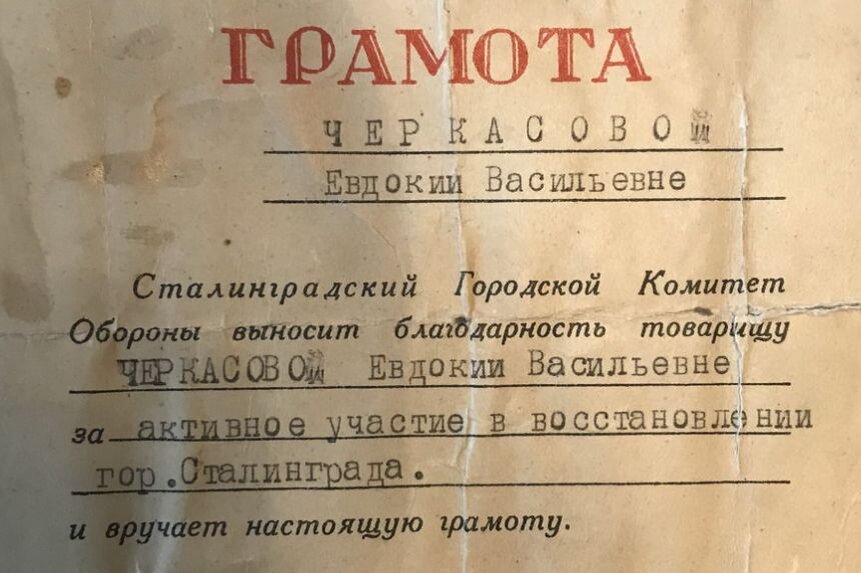 ГРАМОТА
ЧЕРКАСОВОЙ
Евдокии Васильевне
Сталинградский Городской Комитет
Обороны выносит благодарность товарищу
ЧЕРКАСОВОЙ Евдокии Васильевне
за активное участие в восстановлении
гор.Сталинграда.
и вручает настоящую грамоту.